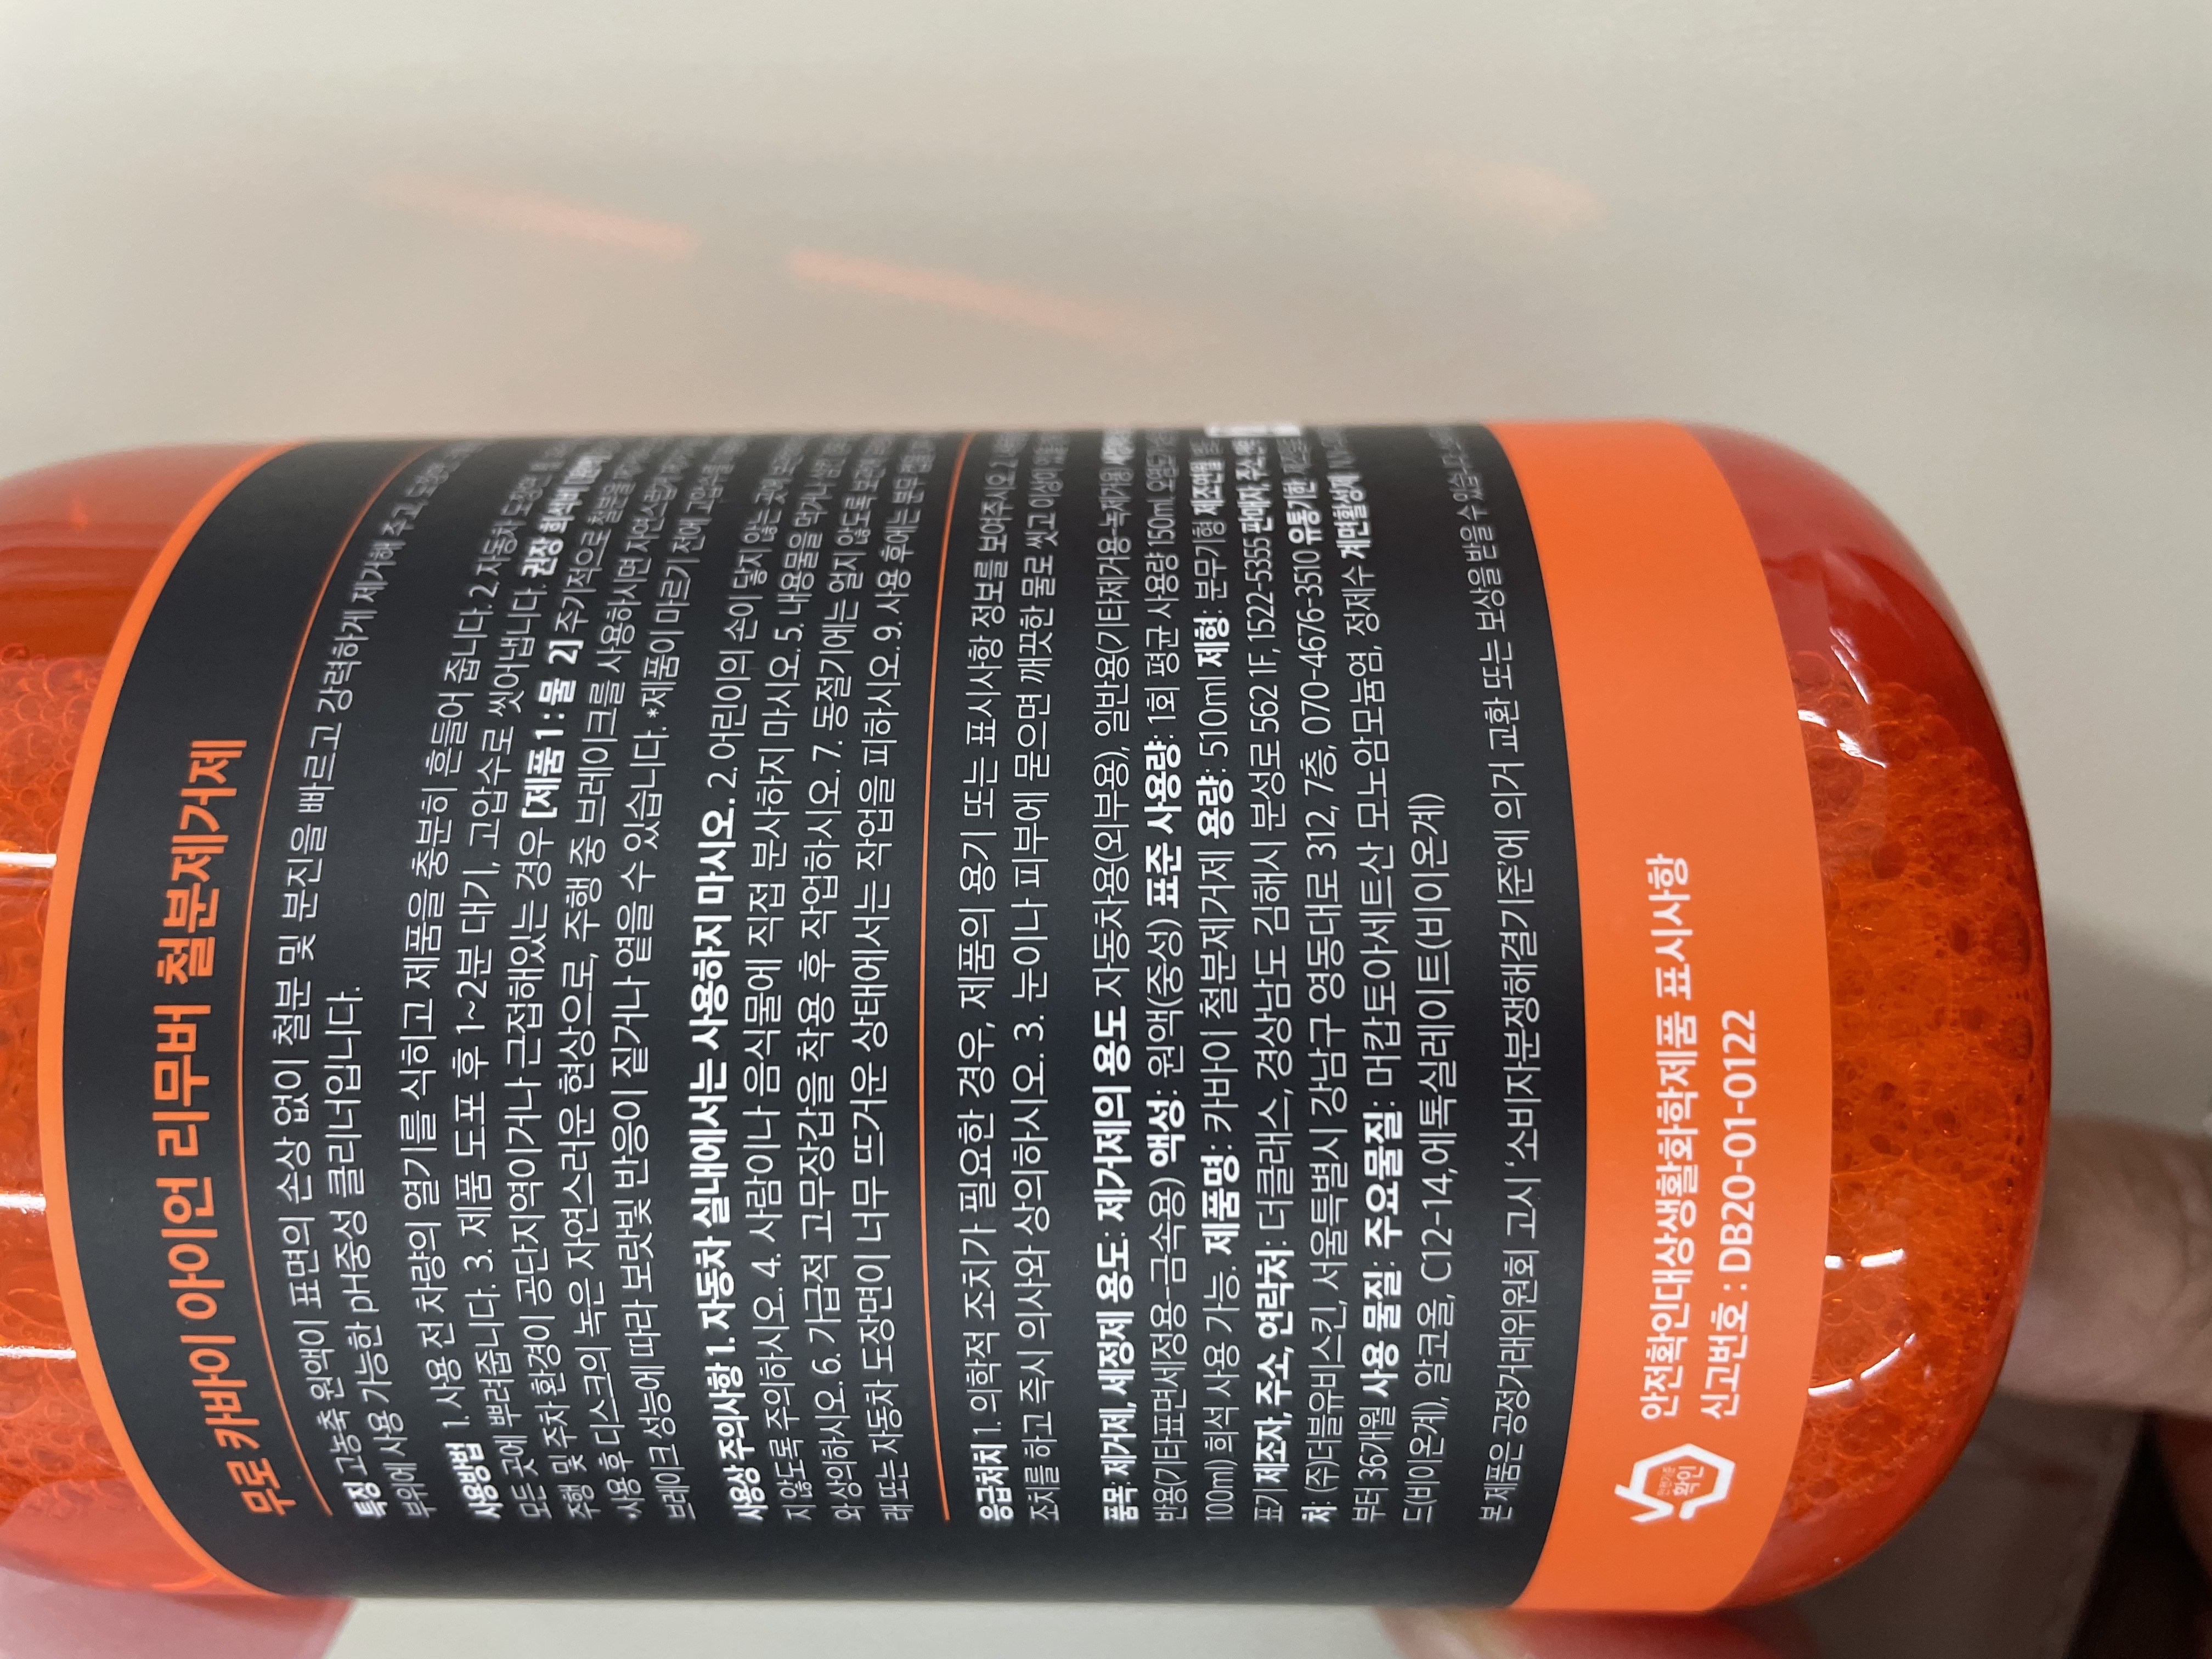 무로 카바이 아이언 리무버 철분제거제
특징 고농축 원액이 표면의 손상 없이 철분 및 분진을 빠르고 강력하게 제거해 주고, 도장면
부위에 사용 가능한 pH중성 클리너입니다.
사용방법 1. 사용 전 차량의 열기를 식히고 제품을 충분히 흔들어 줍니다. 2. 자동차 도장면
모든 곳에 뿌려줍니다. 3. 제품 도포 후 1~2분 대기, 고압수로 씻어냅니다. 권장 희석비
주행 및 주차 환경이 공단지역이거나 근접해있는 경우 [제품 1 : 물 2] 주기적으로 철분을
*사용 후 디스크의 녹은 자연스러운 현상으로, 주행 중 브레이크를 사용하시면 자연스럽게
브레이크 성능에 따라 보랏빛 반응이 짙거나 옅을 수 있습니다. *제품이 마르기 전에 고압수를
사용상 주의사항 1. 자동차 실내에서는 사용하지 마시오. 2. 어린이의 손이 닿지 않는 곳에
지 않도록 주의하시오. 4. 사람이나 음식물에 직접 분사하지 마시오. 5. 내용물을 먹거나
와 상의하시오. 6. 가급적 고무장갑을 착용 후 작업하시오. 7. 동절기에는 얼지 않도록 보관
래 또는 자동차 도장면이 너무 뜨거운 상태에서는 작업을 피하시오. 9. 사용 후에는 분무
응급처치 1. 의학적 조치가 필요한 경우, 제품의 용기 또는 표시사항 정보를 보여주시오. 2.
조치를 하고 즉시 의사와 상의하시오. 3. 눈이나 피부에 묻으면 깨끗한 물로 씻고 이상이
품목: 제거제, 세정제 용도: 제거제의 용도 자동차용(외부용), 일반용(기타제거용-녹제거용)
반용(기타표면세정용-금속용) 액성: 원액(중성) 표준 사용량: 1회 평균 사용량 150ml
100ml) 희석 사용 가능. 제품명: 카바이 철분제거제 용량: 510ml 제형: 분무기형 제조연월
표기 제조자, 주소, 연락처: 더클래스, 경상남도 김해시 분성로 562 1F, 1522-5355 판매자, 주소,
처: (주)더블유비스킨, 서울특별시 강남구 영동대로 312, 7층, 070-4676-3510 유통기한
부터 36개월 사용 물질: 주요물질 : 머캅토아세트산 모노암모늄염, 정제수 계면활성제
드(비이온계), 알코올, C12-14,에톡실레이트(비이온계)
본 제품은 공정거래위원회 고시 '소비자분쟁해결기준'에 의거 교환 또는 보상을 받을 수 있습
확인
안전확인대상생활화학제품 표시사항
신고번호 : DB20-01-0122